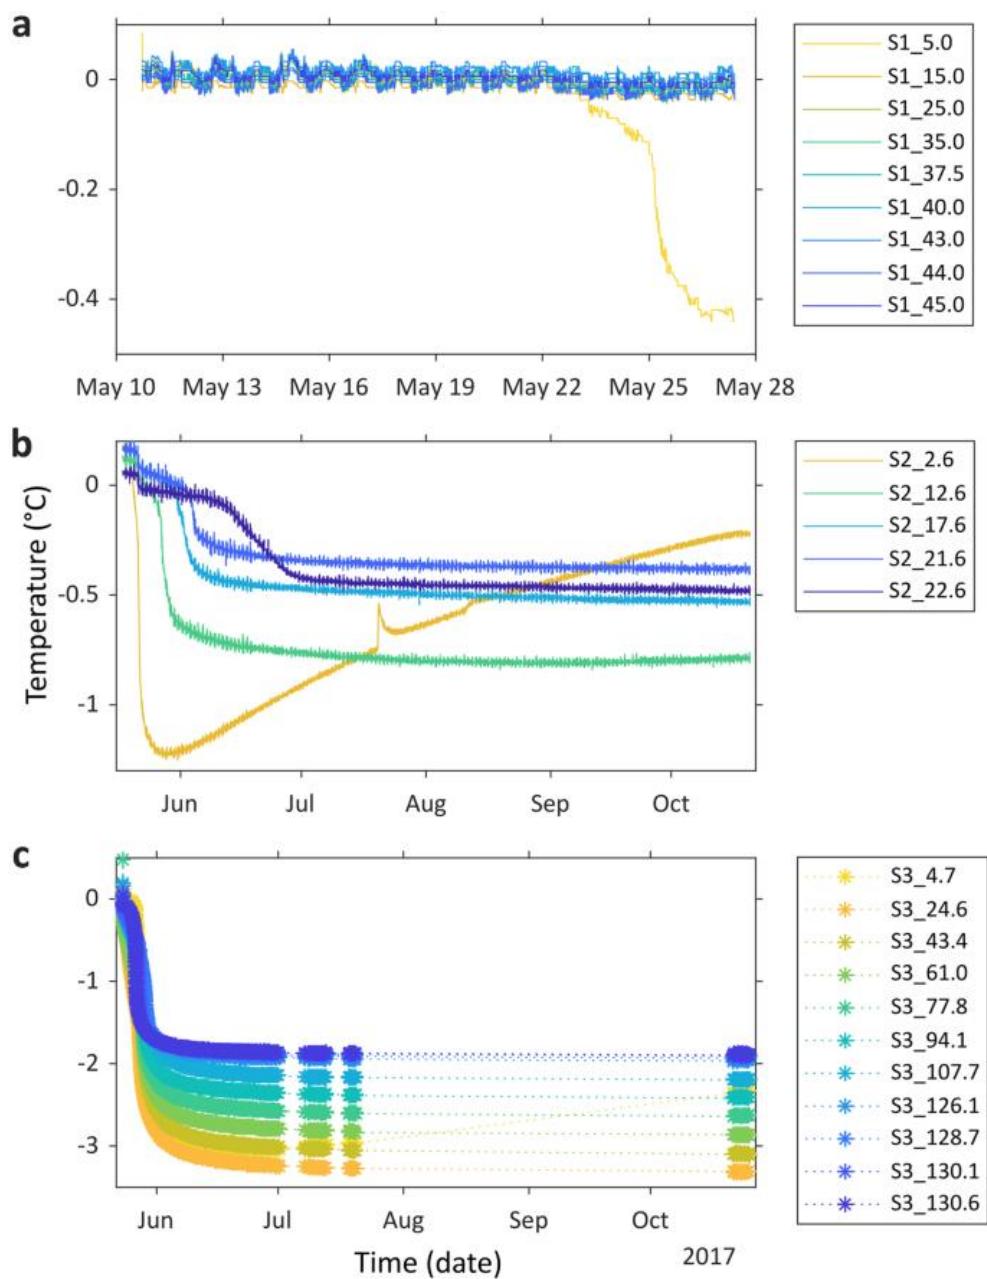 a
0
-0.2
-0.4
May 10 May 13 May 16 May 19 May 22 May 25 May 28
S1_5.0
S1_15.0
S1_25.0
S1_35.0
S1_37.5
S1_40.0
S1_43.0
S1_44.0
S1_45.0
b
Temperature (°C)
0
-0.5
-1
Jun Jul Aug Sep Oct
S2_2.6
S2_12.6
S2_17.6
S2_21.6
S2_22.6
c
0
-1
-2
-3
Jun Jul Aug Sep Oct
Time (date)
2017
S3_4.7
S3_24.6
S3_43.4
S3_61.0
S3_77.8
S3_94.1
S3_107.7
S3_126.1
S3_128.7
S3_130.1
S3_130.6